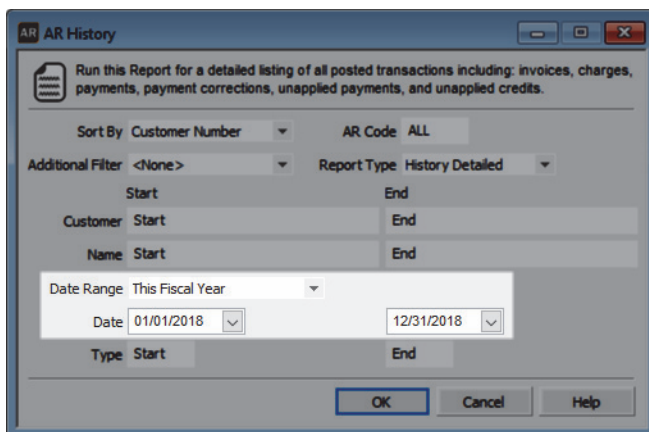 AR AR History
Run this Report for a detailed listing of all posted transactions including: invoices, charges,
payments, payment corrections, unapplied payments, and unapplied credits.
Sort By Customer Number AR Code ALL
Additional Filter <None> Report Type History Detailed
Start End
Customer Start End
Name Start End
Date Range This Fiscal Year
Date 01/01/2018 12/31/2018
Type Start End
OK Cancel Help